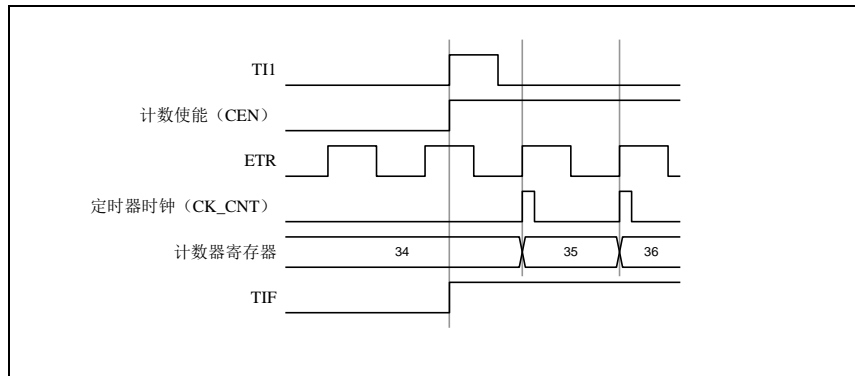 TI1
计数使能（CEN）
ETR
定时器时钟（CK_CNT）
计数器寄存器 34 35 36
TIF